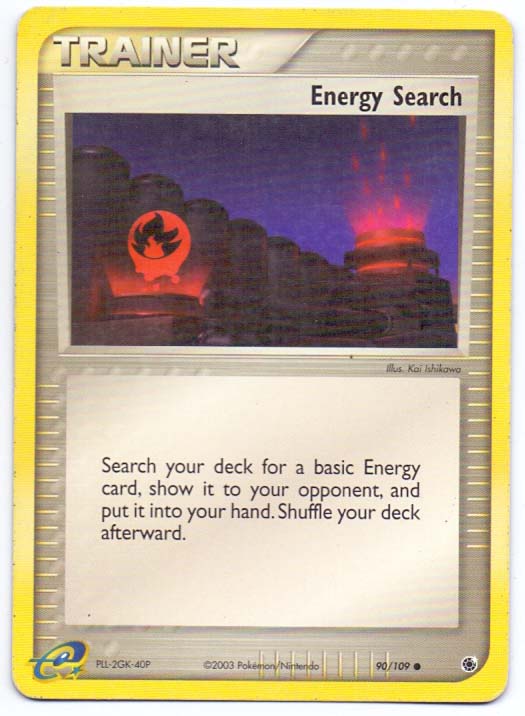 TRAINER
Energy Search
Illus. Kai Ishikawa
Search your deck for a basic Energy
card, show it to your opponent, and
put it into your hand. Shuffle your deck
afterward.
PLL-2GK-40P ©2003 Pokémon/Nintendo 90/109 ●